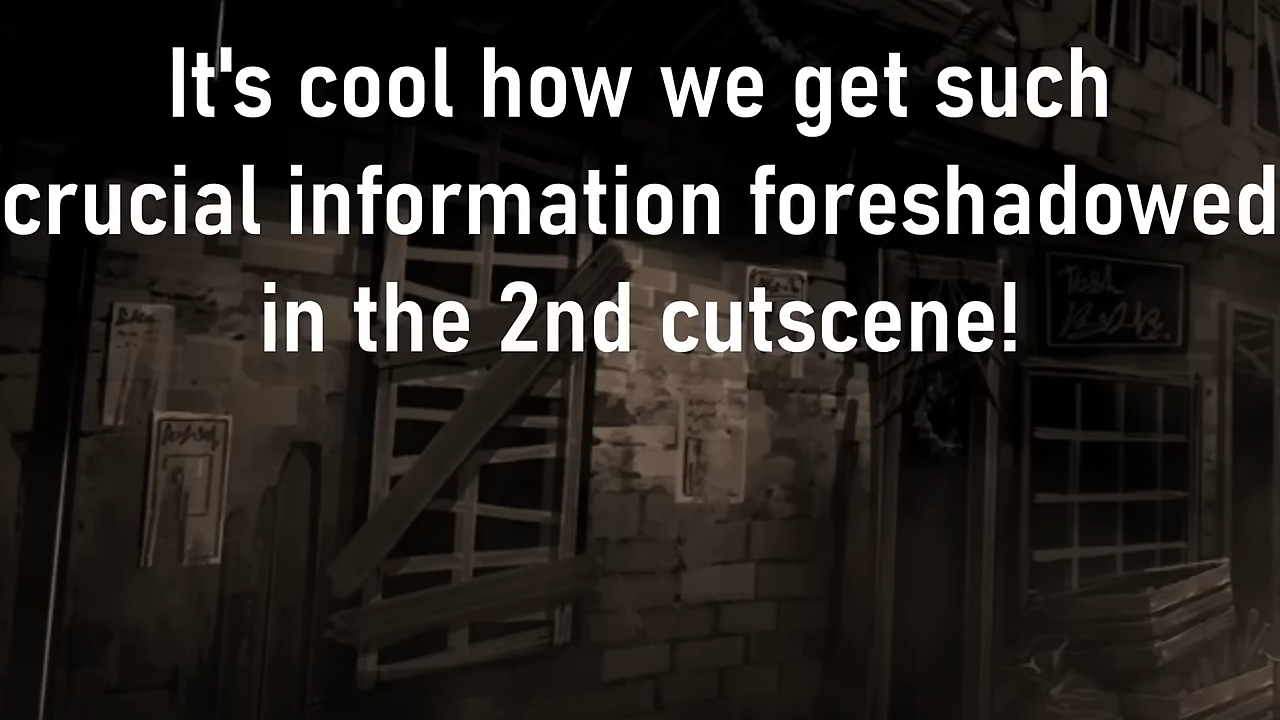 It's cool how we get such
crucial information foreshadowed
in the 2nd cutscene!